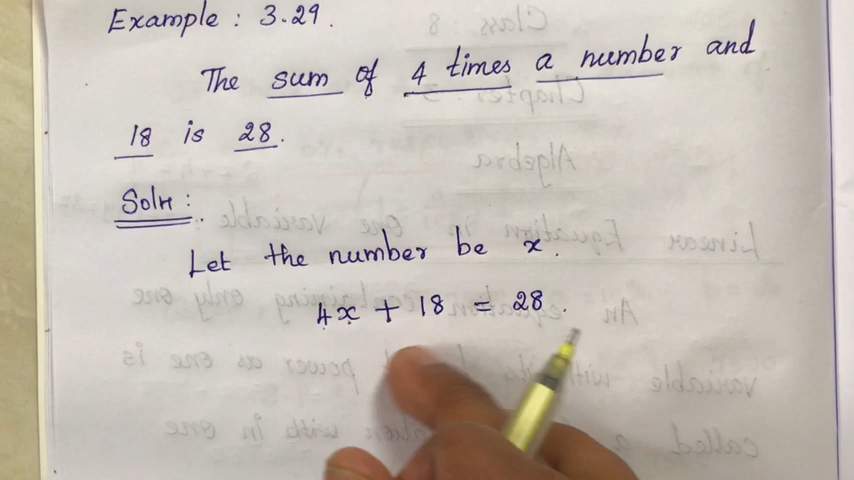 Example : 3.29.
The sum of 4 times a number and
18 is 28.
Soln :
Let the number be x.
4x + 18 = 28.